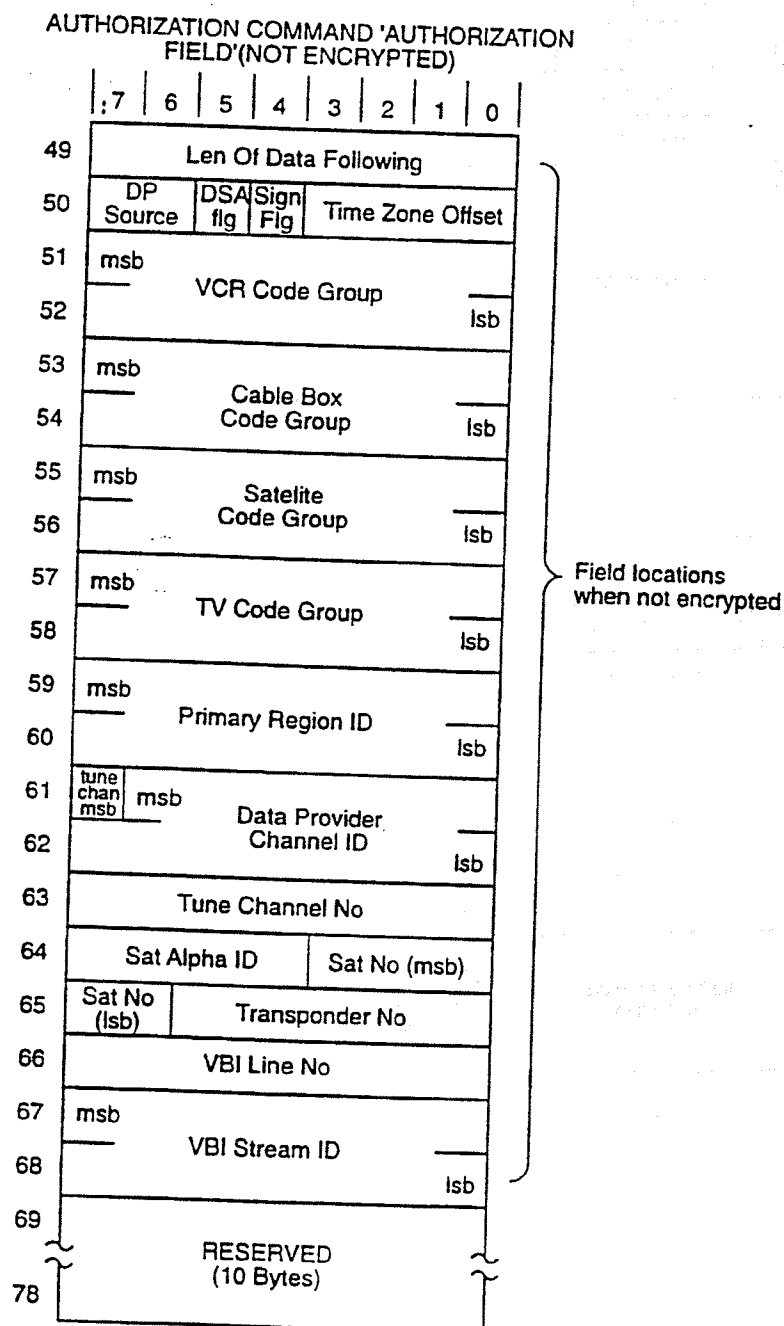 AUTHORIZATION COMMAND 'AUTHORIZATION
FIELD'(NOT ENCRYPTED)
7 6 5 4 3 2 1 0
49 Len Of Data Following
50 DP Source DSA flg Sign Flg Time Zone Offset
51 msb
VCR Code Group
52 lsb
53 msb
Cable Box
54 Code Group lsb
55 msb
Satelite
56 Code Group lsb
57 msb
TV Code Group
58 lsb
Field locations
when not encrypted
59 msb
Primary Region ID
60 lsb
61 tune chan msb msb
Data Provider
62 Channel ID lsb
63 Tune Channel No
64 Sat Alpha ID Sat No (msb)
65 Sat No (lsb) Transponder No
66 VBI Line No
67 msb
VBI Stream ID
68 lsb
69
RESERVED
(10 Bytes)
78